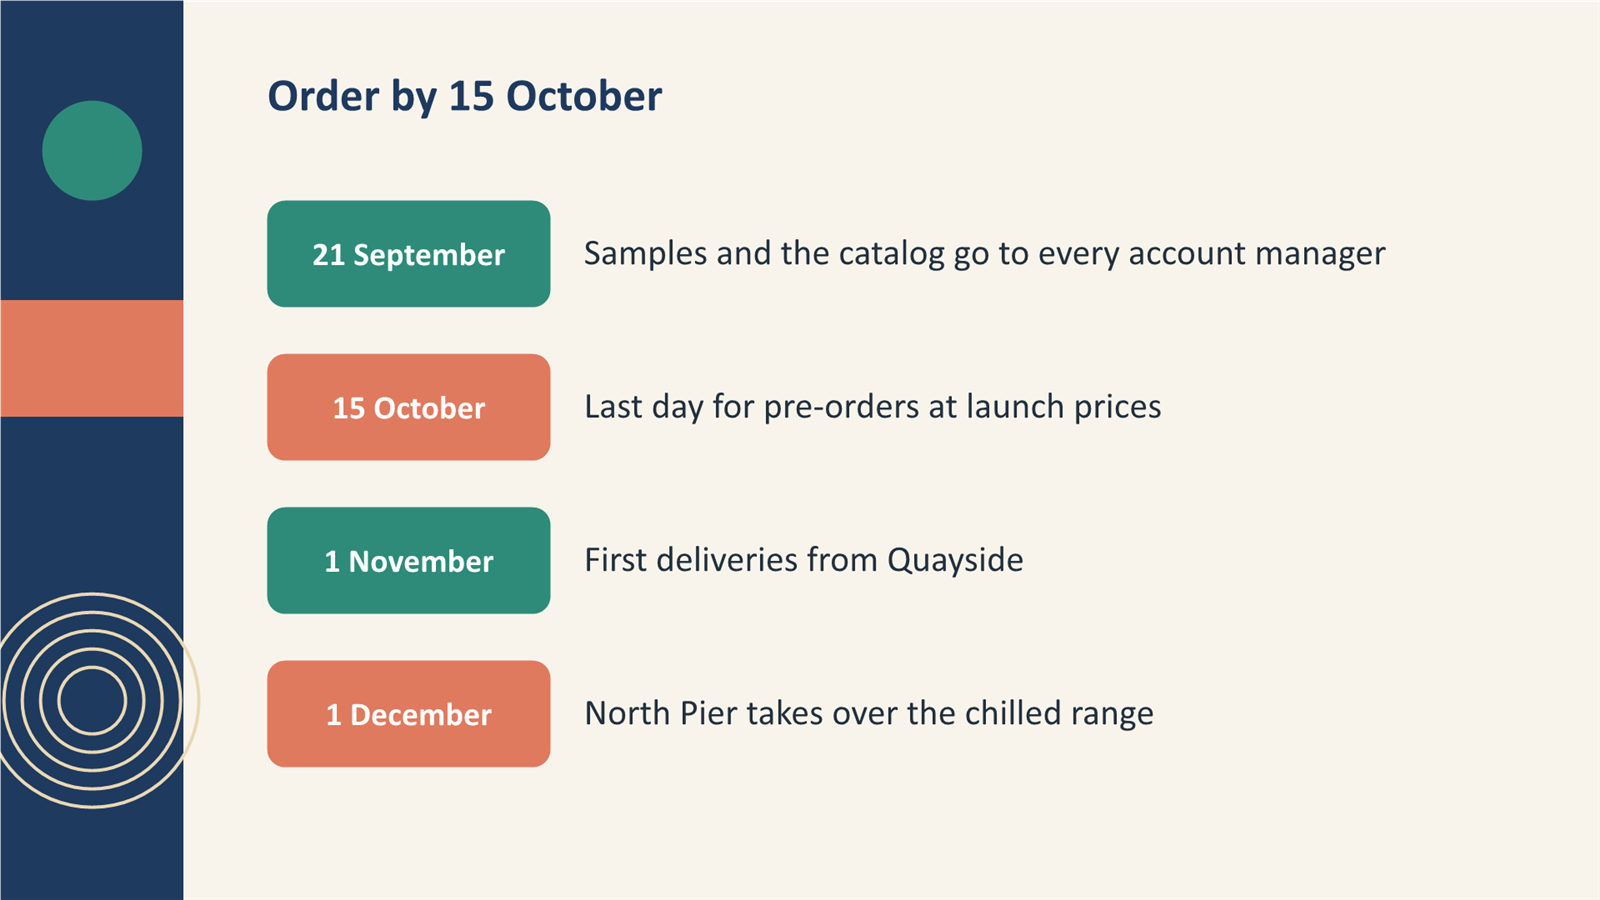 Order by 15 October
21 September
Samples and the catalog go to every account manager
15 October
Last day for pre-orders at launch prices
1 November
First deliveries from Quayside
1 December
North Pier takes over the chilled range